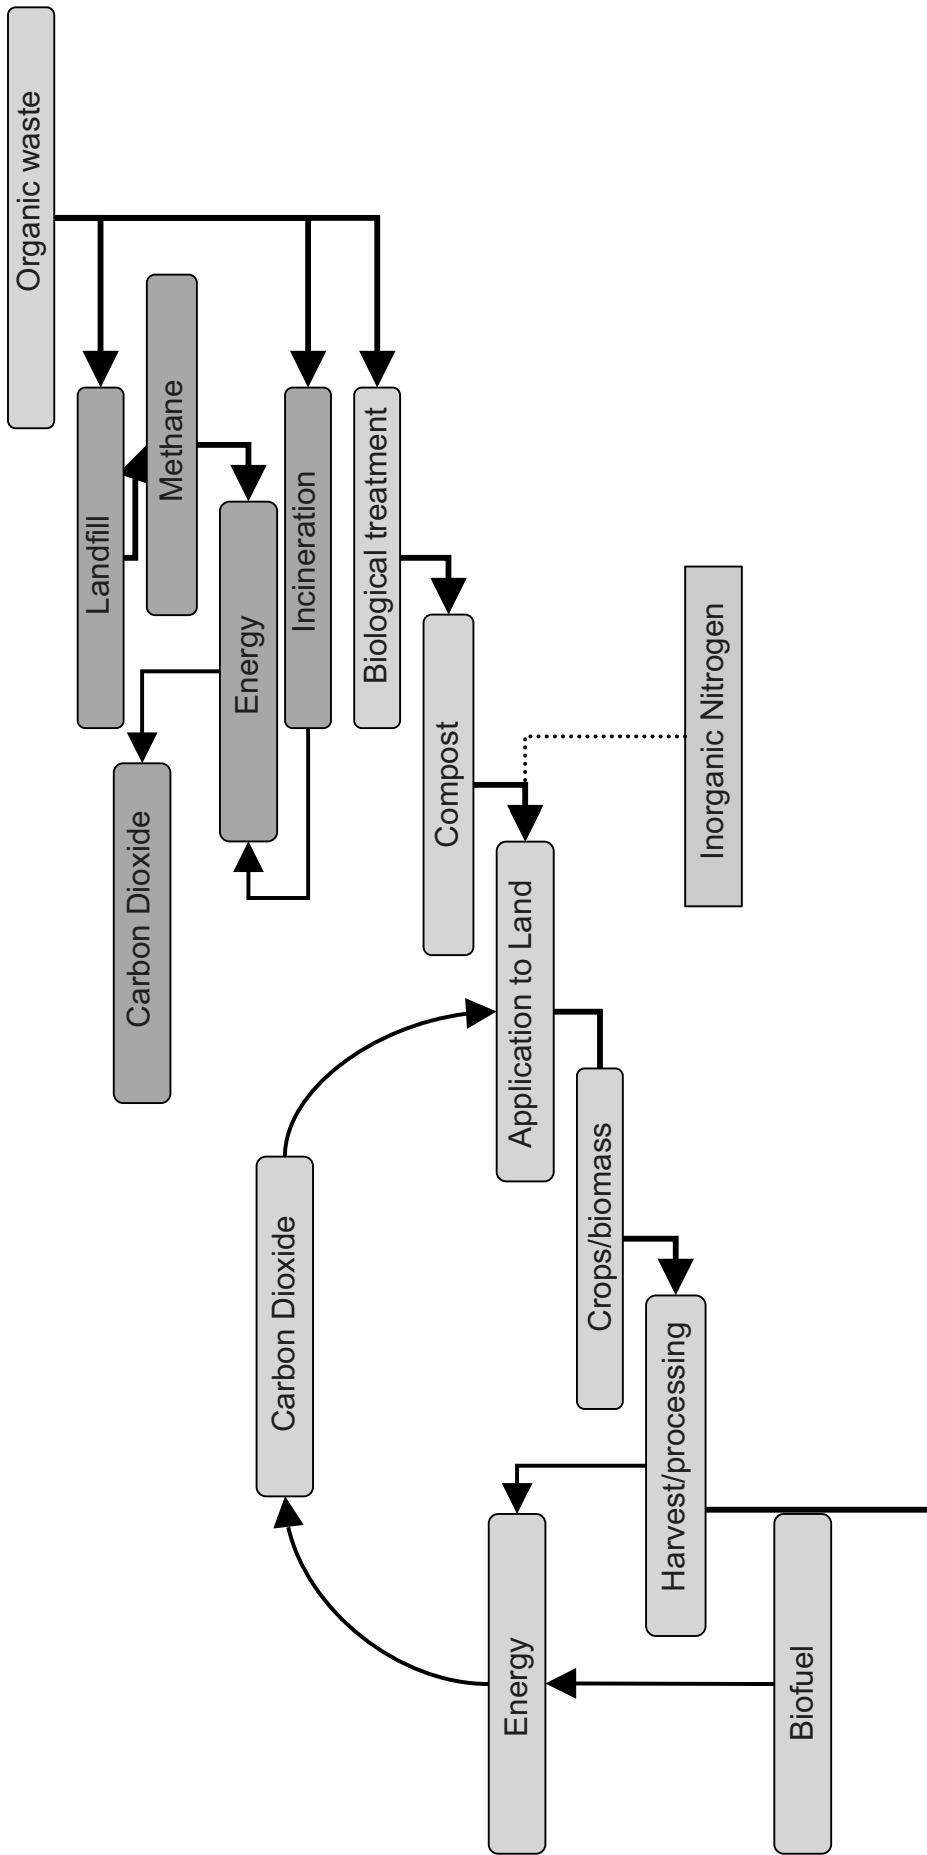 Organic waste
Landfill
Methane
Carbon Dioxide
Energy
Incineration
Biological treatment
Compost
Application to Land
Inorganic Nitrogen
Carbon Dioxide
Crops/biomass
Harvest/processing
Energy
Biofuel